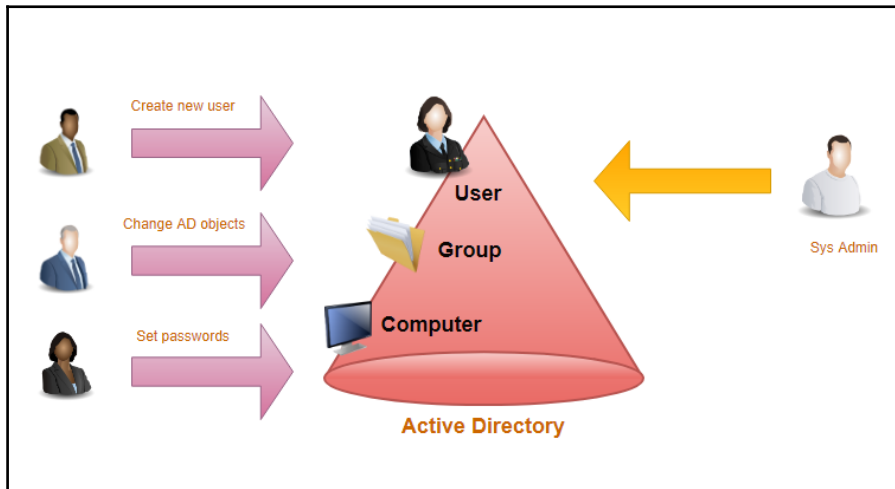 Create new user
Change AD objects
Set passwords
User
Group
Computer
Active Directory
Sys Admin